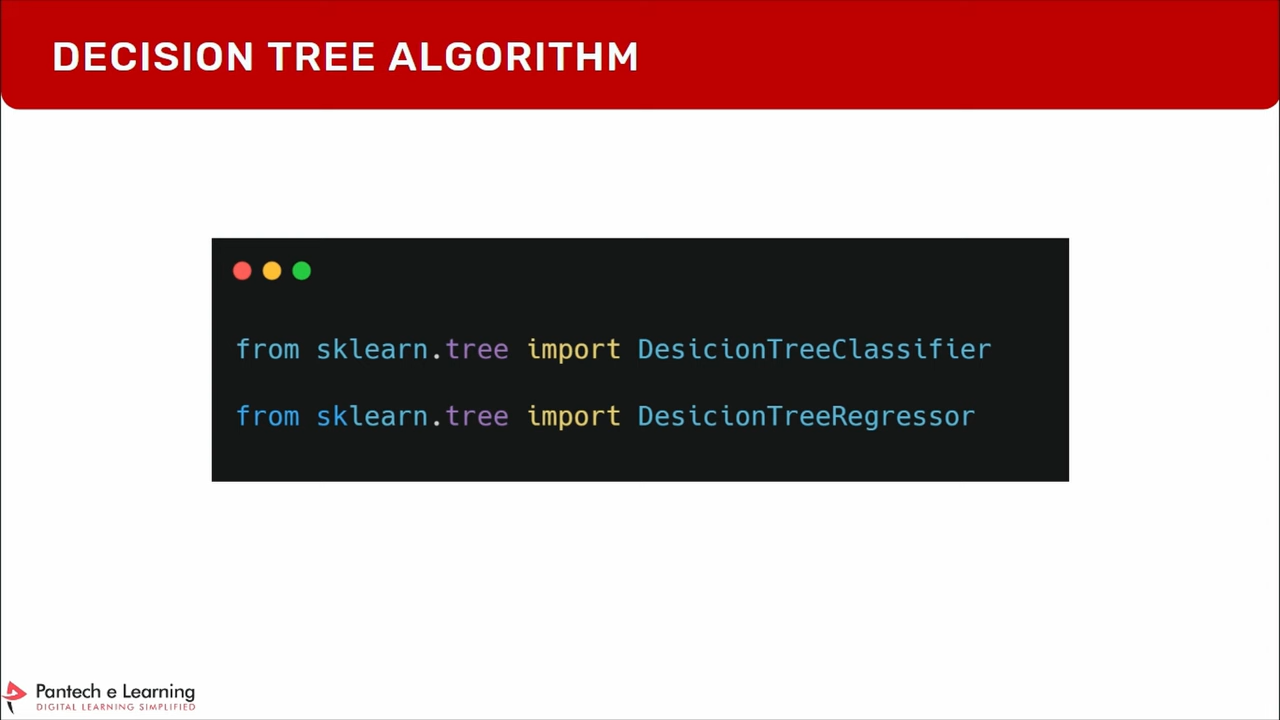 DECISION TREE ALGORITHM
from sklearn.tree import DesicionTreeClassifier
from sklearn.tree import DesicionTreeRegressor
Pantech e Learning
DIGITAL LEARNING SIMPLIFIED